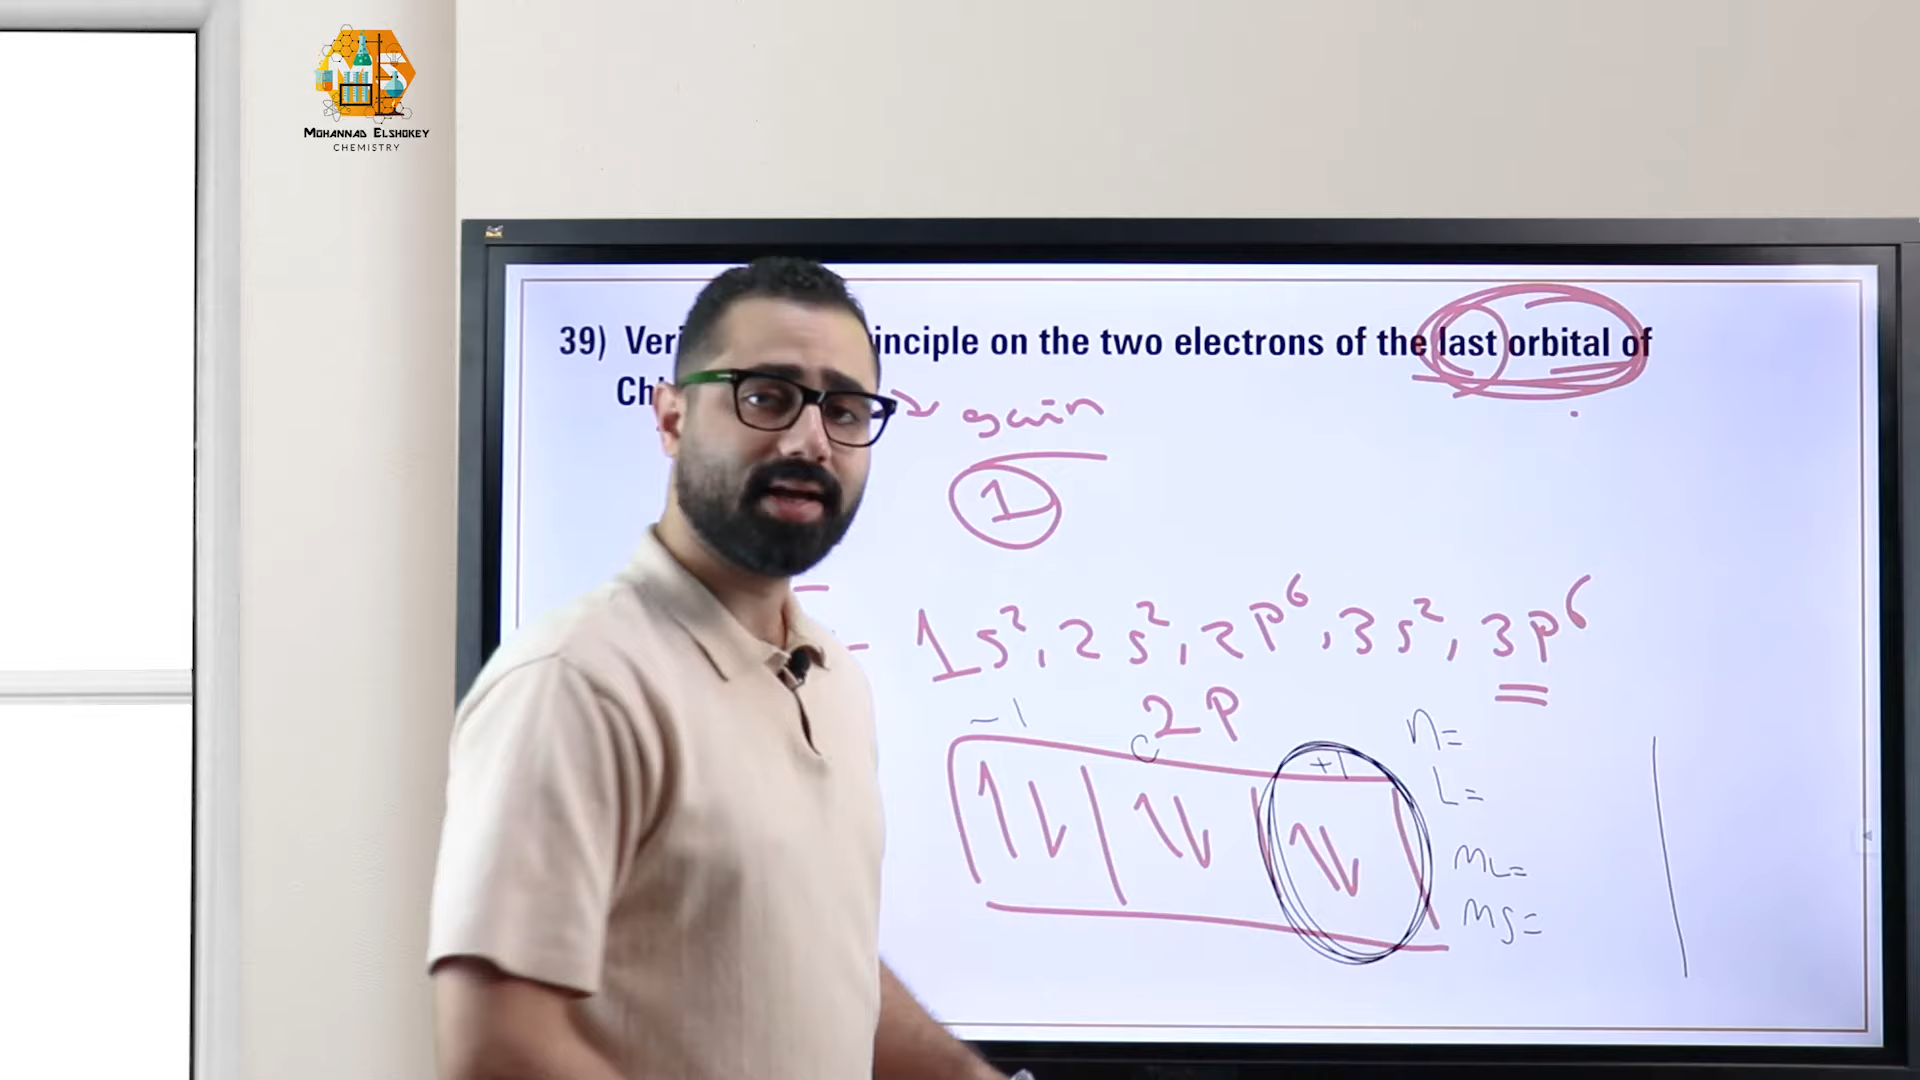 MOHANNAD ELSHOKEY
CHEMISTRY
39) Veri inciple on the two electrons of the last orbital of
Ch
gain
1
1s², 2s², 2p⁶, 3s², 3p⁶
2p
-1 0 +1
n=
L=
mL=
ms=